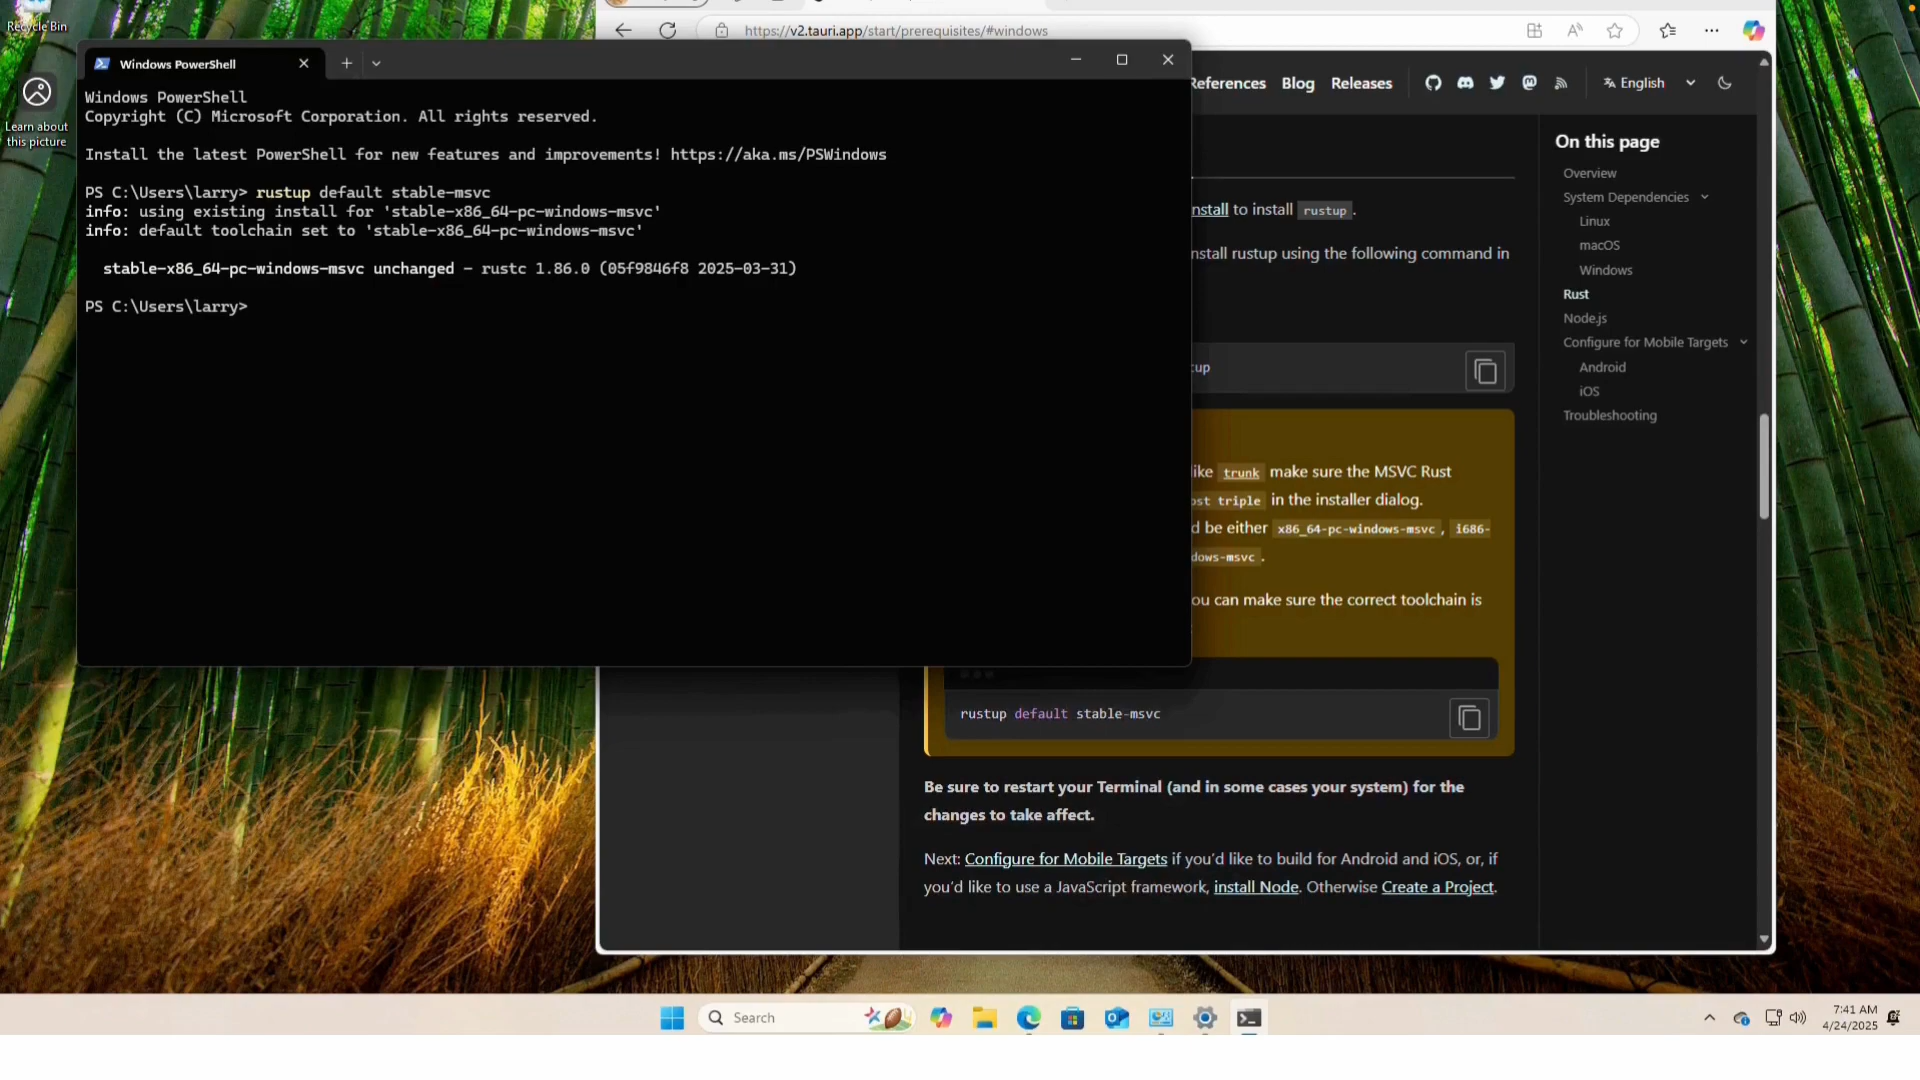 Recycle Bin
Learn about
this picture
https://v2.tauri.app/start/prerequisites/#windows
Windows PowerShell
Windows PowerShell
Copyright (C) Microsoft Corporation. All rights reserved.
Install the latest PowerShell for new features and improvements! https://aka.ms/PSWindows
PS C:\Users\larry> rustup default stable-msvc
info: using existing install for 'stable-x86_64-pc-windows-msvc'
info: default toolchain set to 'stable-x86_64-pc-windows-msvc'
stable-x86_64-pc-windows-msvc unchanged - rustc 1.86.0 (05f9846f8 2025-03-31)
PS C:\Users\larry>
References Blog Releases English
nstall to install rustup.
nstall rustup using the following command in
tup
like trunk make sure the MSVC Rust
ost triple in the installer dialog.
d be either x86_64-pc-windows-msvc, i686-
dows-msvc.
ou can make sure the correct toolchain is
rustup default stable-msvc
Be sure to restart your Terminal (and in some cases your system) for the
changes to take affect.
Next: Configure for Mobile Targets if you'd like to build for Android and iOS, or, if
you'd like to use a JavaScript framework, install Node. Otherwise Create a Project.
On this page
Overview
System Dependencies
Linux
macOS
Windows
Rust
Node.js
Configure for Mobile Targets
Android
iOS
Troubleshooting
Search
7:41 AM
4/24/2025